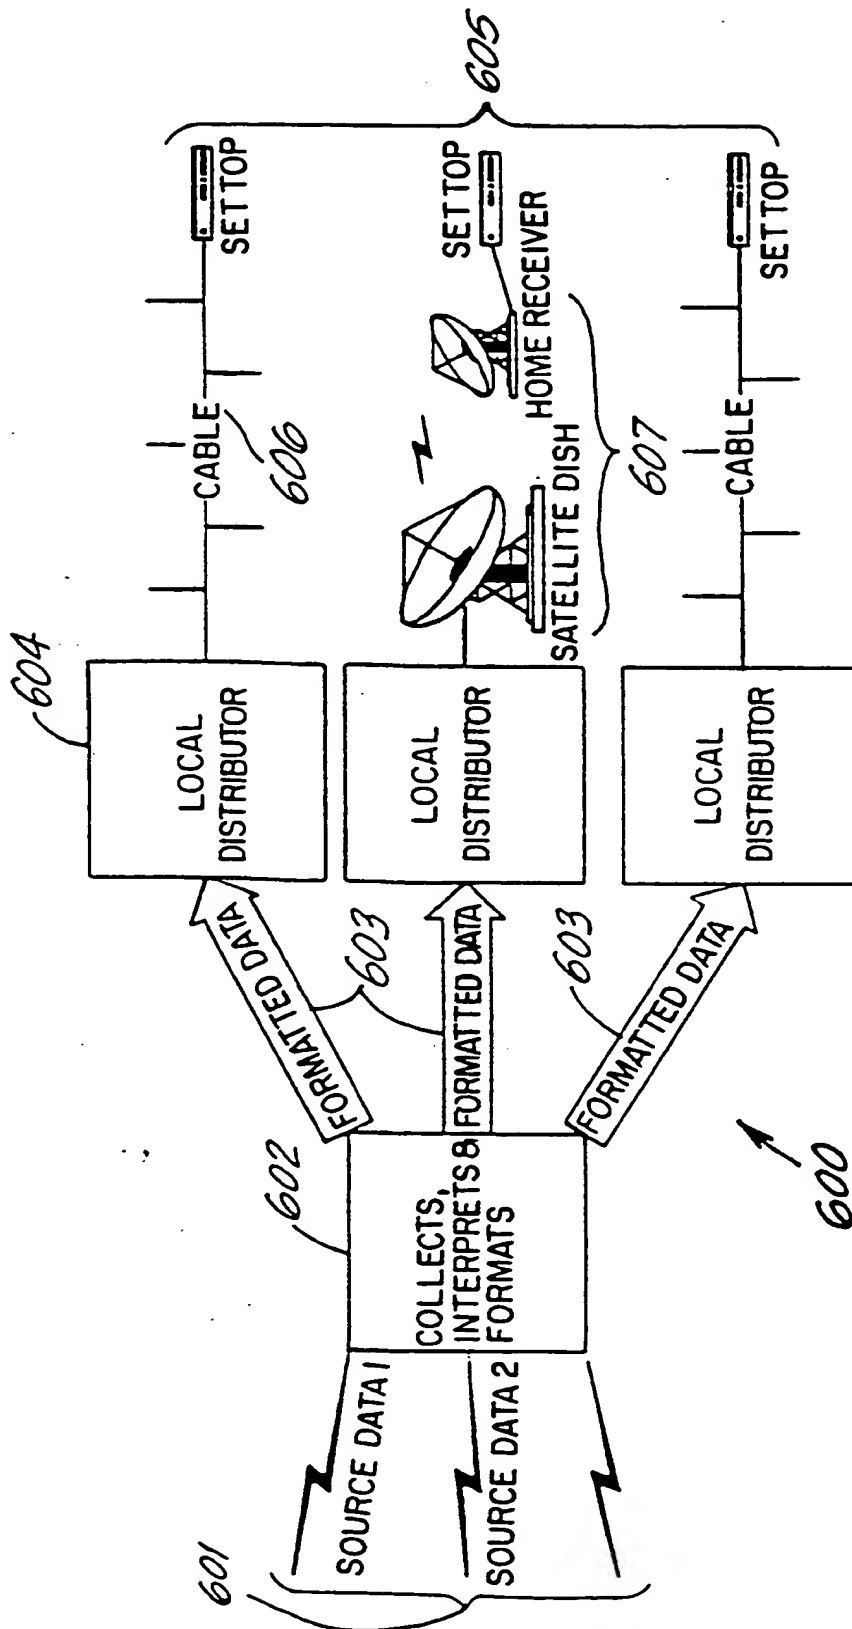 601
SOURCE DATA 1
SOURCE DATA 2
602
COLLECTS,
INTERPRETS &
FORMATS
FORMATTED DATA
603
FORMATTED DATA
FORMATTED DATA
603
604
LOCAL
DISTRIBUTOR
LOCAL
DISTRIBUTOR
LOCAL
DISTRIBUTOR
CABLE
606
SET TOP
SATELLITE DISH
HOME RECEIVER
607
SET TOP
CABLE
SET TOP
605
600